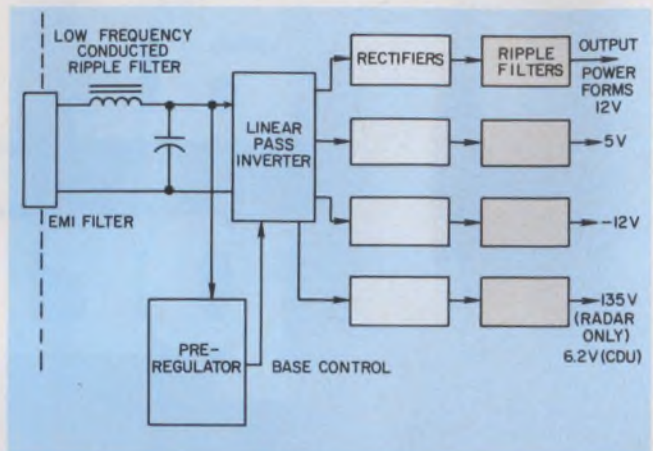 LOW FREQUENCY
CONDUCTED
RIPPLE FILTER
EMI FILTER
LINEAR
PASS
INVERTER
PRE-
REGULATOR
BASE CONTROL
RECTIFIERS
RIPPLE
FILTERS
OUTPUT
POWER
FORMS
12V
5V
-12V
135V
(RADAR
ONLY)
6.2V (CDU)